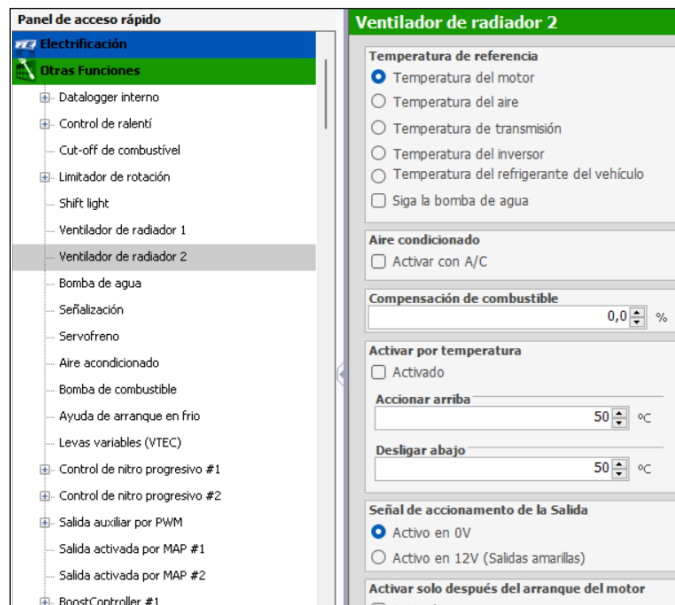 Panel de acceso rápido
Electrificación
Otras Funciones
Datalogger interno
Control de ralentí
Cut-off de combustível
Limitador de rotación
Shift light
Ventilador de radiador 1
Ventilador de radiador 2
Bomba de agua
Señalización
Servofreno
Aire acondicionado
Bomba de combustible
Ayuda de arranque en frio
Levas variables (VTEC)
Control de nitro progresivo #1
Control de nitro progresivo #2
Salida auxiliar por PWM
Salida activada por MAP #1
Salida activada por MAP #2
BoostController #1
Ventilador de radiador 2
Temperatura de referencia
Temperatura del motor
Temperatura del aire
Temperatura de transmisión
Temperatura del inversor
Temperatura del refrigerante del vehículo
Siga la bomba de agua
Aire condicionado
Activar con A/C
Compensación de combustible
0,0 %
Activar por temperatura
Activado
Accionar arriba
50 ºC
Desligar abajo
50 ºC
Señal de accionamento de la Salida
Activo en 0V
Activo en 12V (Salidas amarillas)
Activar solo después del arranque del motor